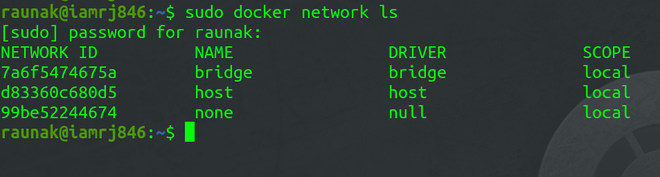 raunak@iamrj846:~$ sudo docker network ls
[sudo] password for raunak:
NETWORK ID NAME DRIVER SCOPE
7a6f5474675a bridge bridge local
d83360c680d5 host host local
99be52244674 none null local
raunak@iamrj846:~$